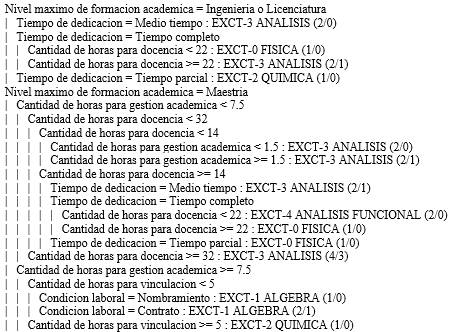 Nivel maximo de formacion academica = Ingenieria o Licenciatura
| Tiempo de dedicacion = Medio tiempo : EXCT-3 ANALISIS (2/0)
| Tiempo de dedicacion = Tiempo completo
| | Cantidad de horas para docencia < 22 : EXCT-0 FISICA (1/0)
| | Cantidad de horas para docencia >= 22 : EXCT-3 ANALISIS (2/1)
| Tiempo de dedicacion = Tiempo parcial : EXCT-2 QUIMICA (1/0)
Nivel maximo de formacion academica = Maestria
| Cantidad de horas para gestion academica < 7.5
| | Cantidad de horas para docencia < 32
| | | Cantidad de horas para docencia < 14
| | | | Cantidad de horas para gestion academica < 1.5 : EXCT-3 ANALISIS (2/0)
| | | | Cantidad de horas para gestion academica >= 1.5 : EXCT-3 ANALISIS (2/1)
| | | Cantidad de horas para docencia >= 14
| | | | Tiempo de dedicacion = Medio tiempo : EXCT-3 ANALISIS (2/1)
| | | | Tiempo de dedicacion = Tiempo completo
| | | | | Cantidad de horas para docencia < 22 : EXCT-4 ANALISIS FUNCIONAL (2/0)
| | | | | Cantidad de horas para docencia >= 22 : EXCT-0 FISICA (1/0)
| | | | Tiempo de dedicacion = Tiempo parcial : EXCT-0 FISICA (1/0)
| | Cantidad de horas para docencia >= 32 : EXCT-3 ANALISIS (4/3)
| Cantidad de horas para gestion academica >= 7.5
| | Cantidad de horas para vinculacion < 5
| | | Condicion laboral = Nombramiento : EXCT-1 ALGEBRA (1/0)
| | | Condicion laboral = Contrato : EXCT-1 ALGEBRA (2/1)
| | Cantidad de horas para vinculacion >= 5 : EXCT-2 QUIMICA (1/0)